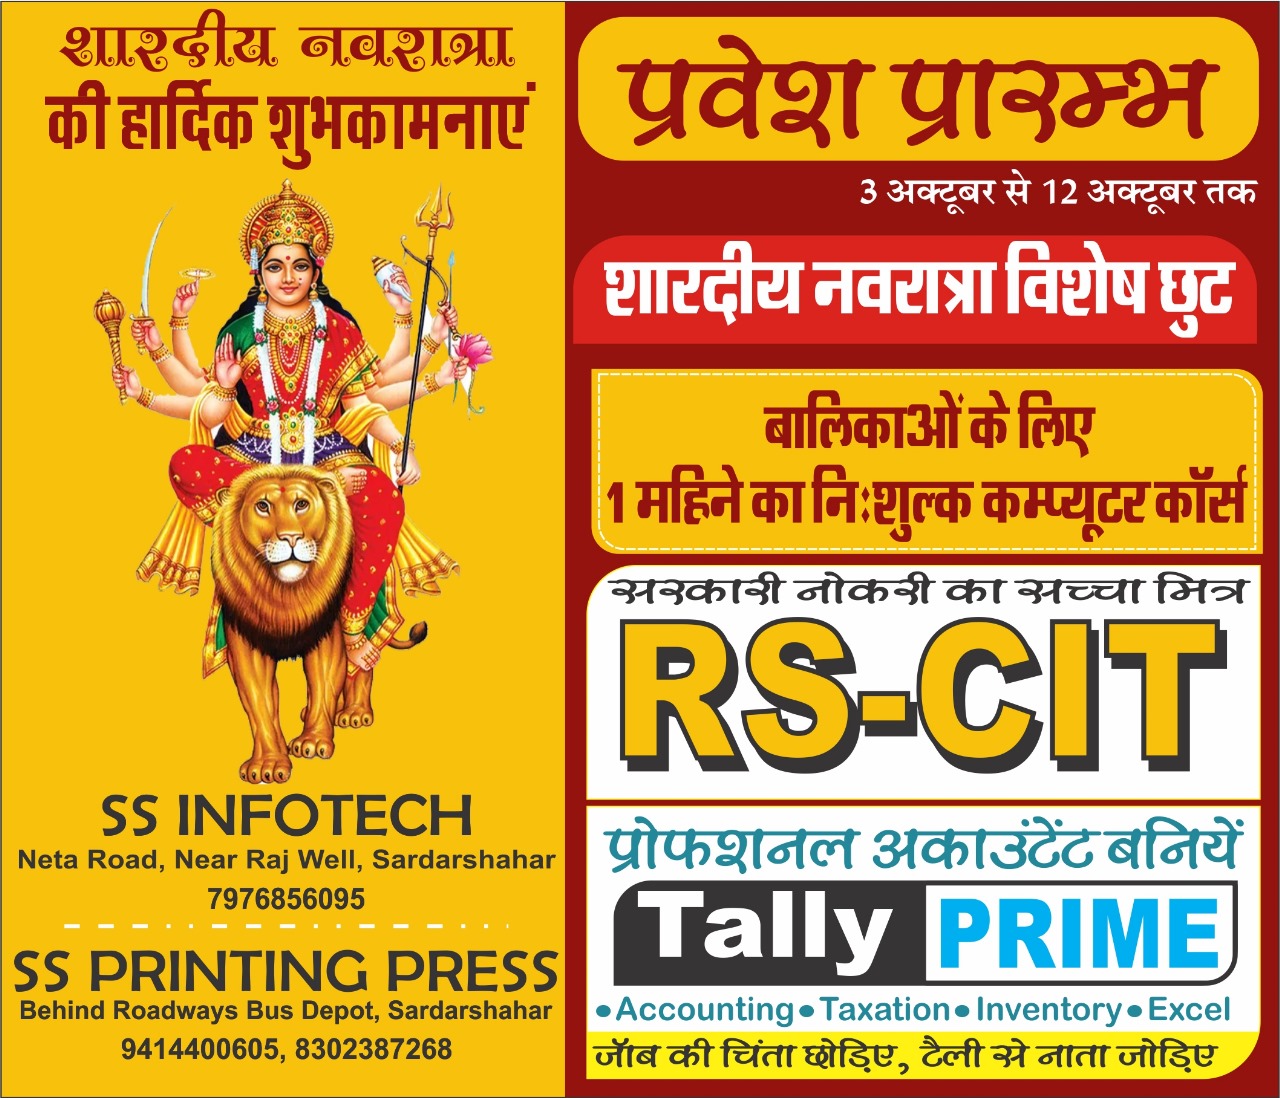 शारदीय नवरात्रा
की हार्दिक शुभकामनाएं
SS INFOTECH
Neta Road, Near Raj Well, Sardarshahar
7976856095
SS PRINTING PRESS
Behind Roadways Bus Depot, Sardarshahar
9414400605, 8302387268
प्रवेश प्रारम्भ
3 अक्टूबर से 12 अक्टूबर तक
शारदीय नवरात्रा विशेष छुट
बालिकाओं के लिए
1 महिने का निःशुल्क कम्प्यूटर कॉर्स
सरकारी नोकरी का सच्चा मित्र
RS-CIT
प्रोफशनल अकाउंटेंट बनियें
Tally PRIME
•Accounting•Taxation•Inventory•Excel
जॉब की चिंता छोड़िए, टैली से नाता जोड़िए